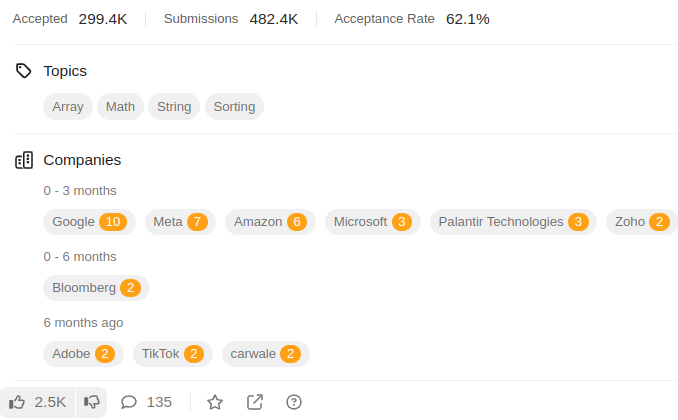 Accepted 299.4K Submissions 482.4K Acceptance Rate 62.1%
Topics
Array Math String Sorting
Companies
0 - 3 months
Google 10 Meta 7 Amazon 6 Microsoft 3 Palantir Technologies 3 Zoho 2
0 - 6 months
Bloomberg 2
6 months ago
Adobe 2 TikTok 2 carwale 2
2.5K 135